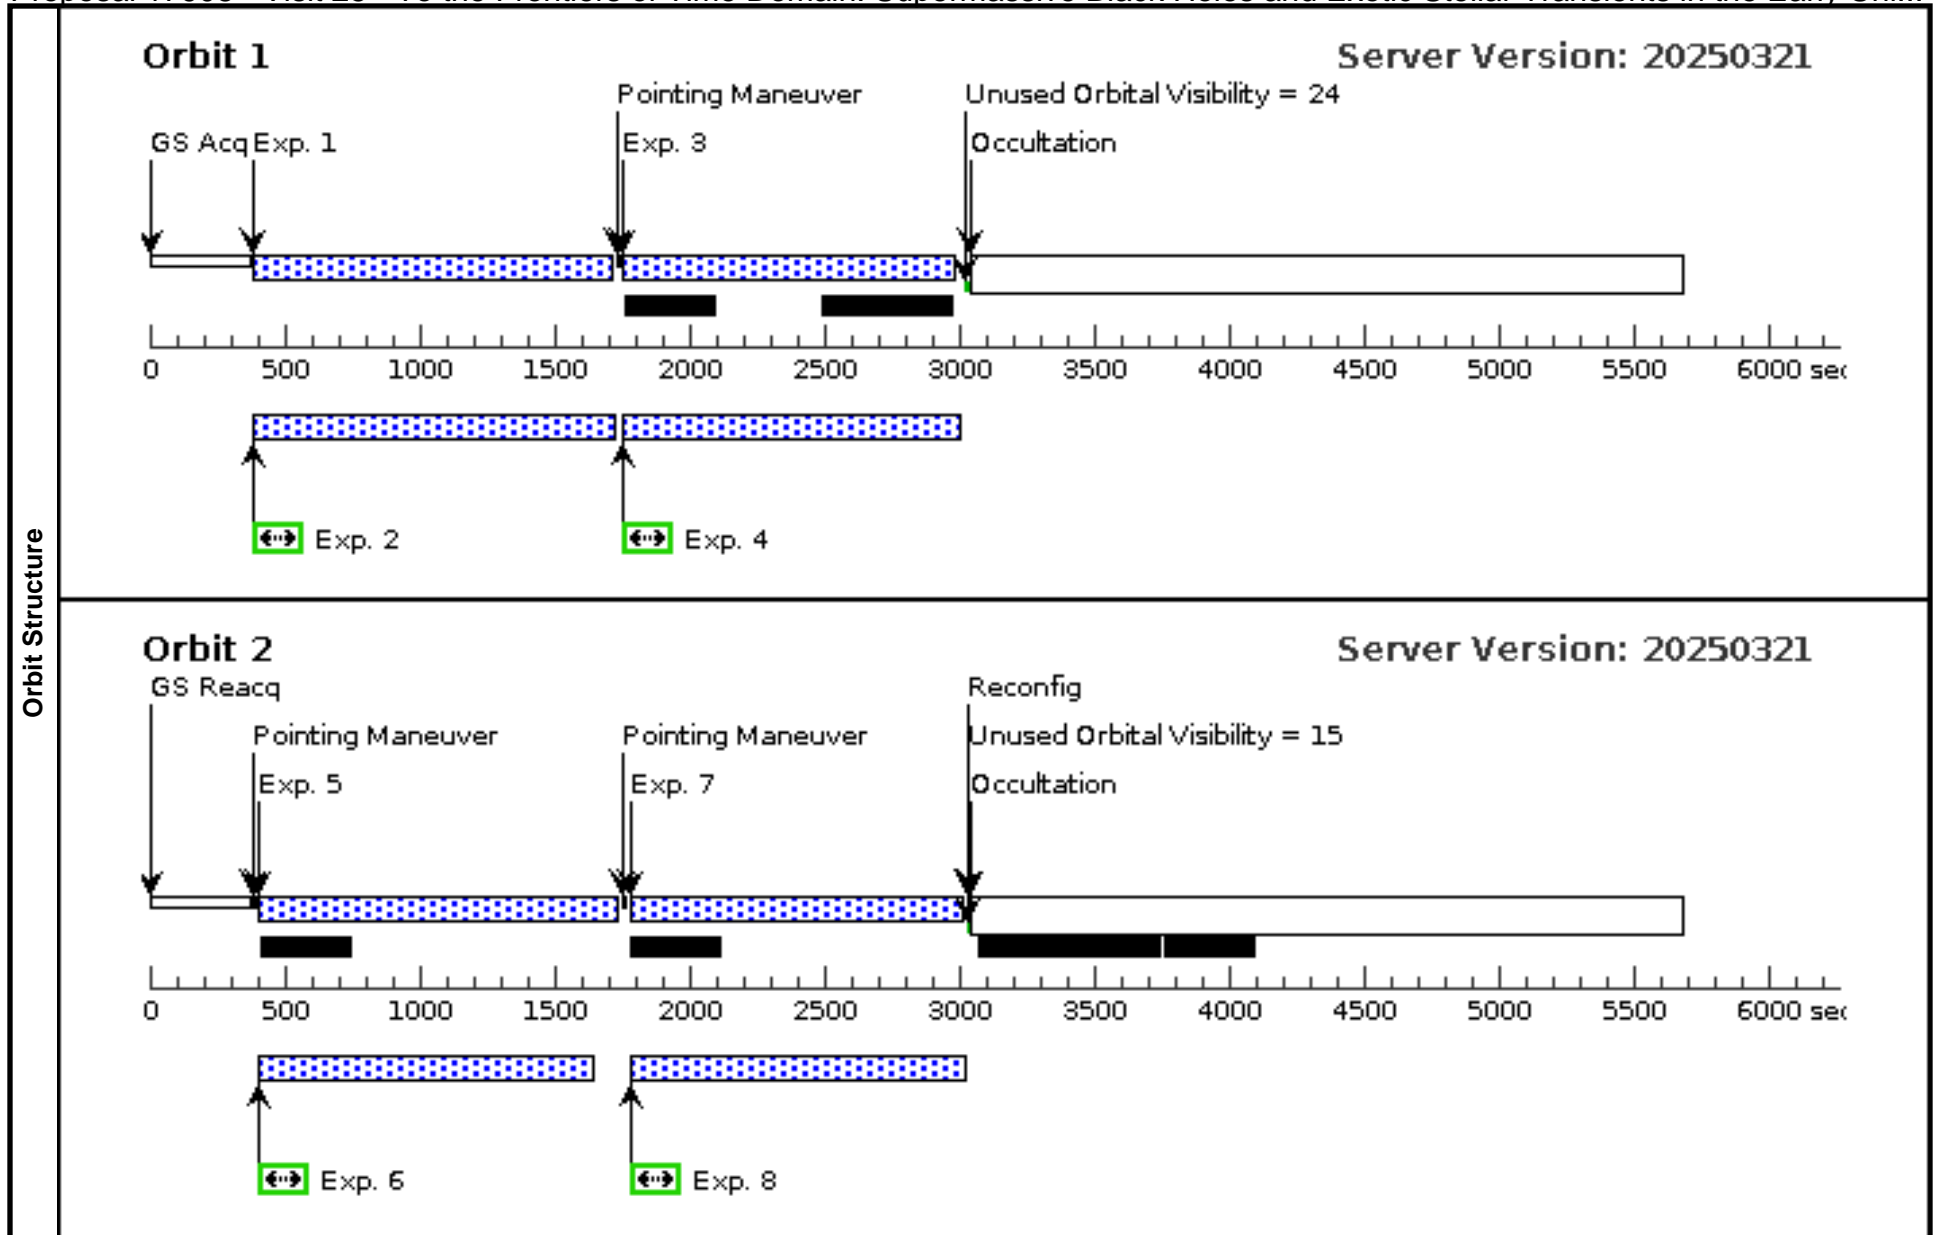 Orbit Structure
Orbit 1
Server Version: 20250321
Pointing Maneuver
Unused Orbital Visibility = 24
GS Acq
Exp. 1
Exp. 3
Occultation
0 500 1000 1500 2000 2500 3000 3500 4000 4500 5000 5500 6000
Exp. 2
Exp. 4
Orbit 2
Server Version: 20250321
GS Reacq
Reconfig
Pointing Maneuver
Pointing Maneuver
Unused Orbital Visibility = 15
Exp. 5
Exp. 7
Occultation
0 500 1000 1500 2000 2500 3000 3500 4000 4500 5000 5500 6000
Exp. 6
Exp. 8